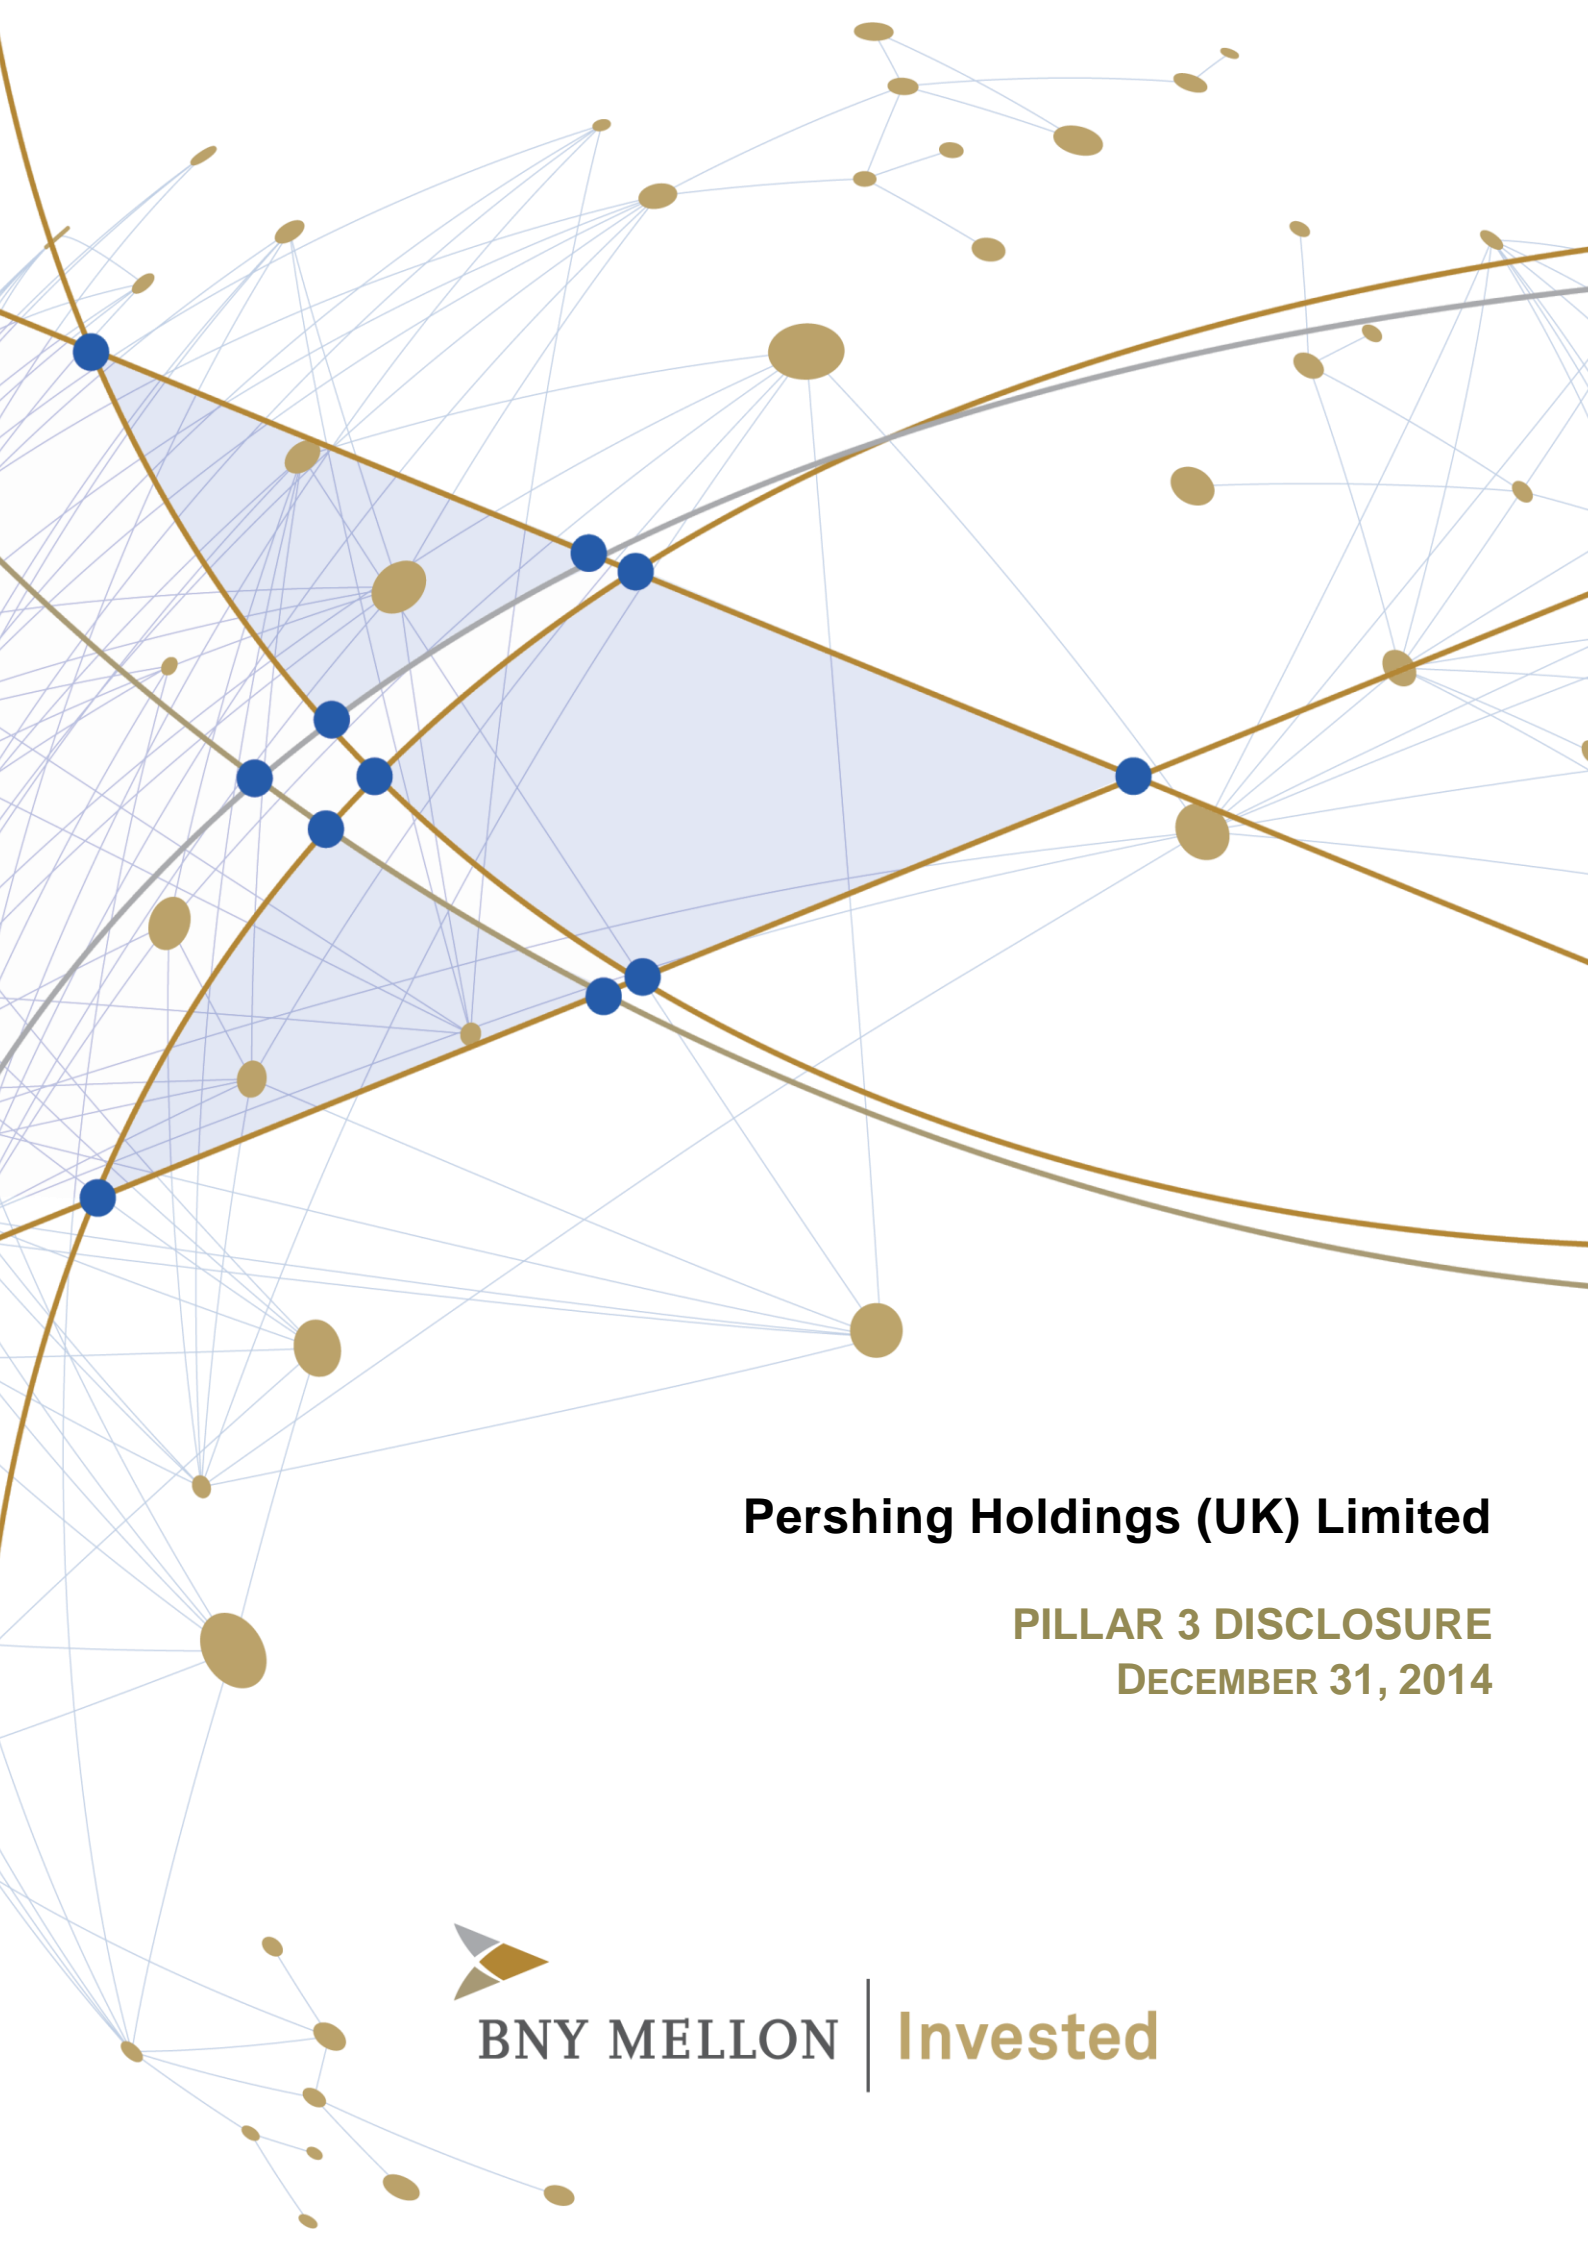 Pershing Holdings (UK) Limited
PILLAR 3 DISCLOSURE
DECEMBER 31, 2014
BNY MELLON | Invested